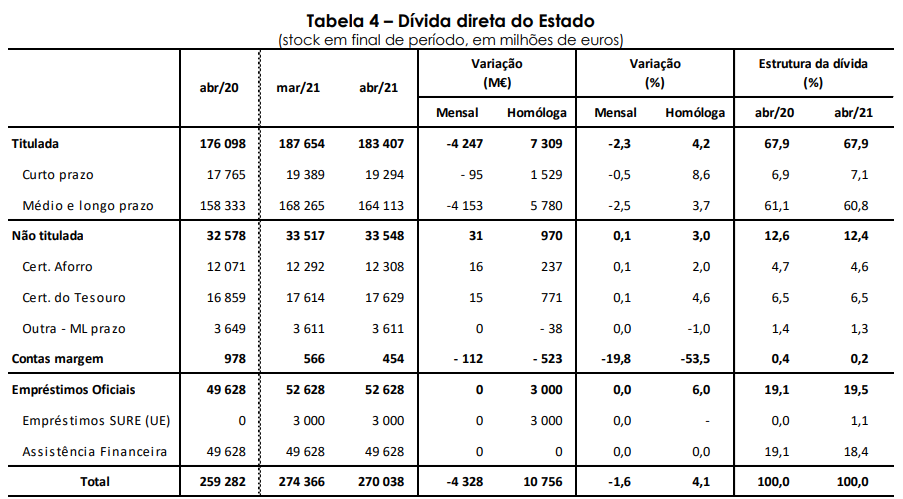 Tabela 4 – Dívida direta do Estado
(stock em final de período, em milhões de euros)
abr/20 mar/21 abr/21 Variação (M€) Variação (%) Estrutura da dívida (%)
Mensal Homóloga Mensal Homóloga abr/20 abr/21
Titulada 176 098 187 654 183 407 -4 247 7 309 -2,3 4,2 67,9 67,9
Curto prazo 17 765 19 389 19 294 - 95 1 529 -0,5 8,6 6,9 7,1
Médio e longo prazo 158 333 168 265 164 113 -4 153 5 780 -2,5 3,7 61,1 60,8
Não titulada 32 578 33 517 33 548 31 970 0,1 3,0 12,6 12,4
Cert. Aforro 12 071 12 292 12 308 16 237 0,1 2,0 4,7 4,6
Cert. do Tesouro 16 859 17 614 17 629 15 771 0,1 4,6 6,5 6,5
Outra - ML prazo 3 649 3 611 3 611 0 - 38 0,0 -1,0 1,4 1,3
Contas margem 978 566 454 - 112 - 523 -19,8 -53,5 0,4 0,2
Empréstimos Oficiais 49 628 52 628 52 628 0 3 000 0,0 6,0 19,1 19,5
Empréstimos SURE (UE) 0 3 000 3 000 0 3 000 0,0 - 0,0 1,1
Assistência Financeira 49 628 49 628 49 628 0 0 0,0 0,0 19,1 18,4
Total 259 282 274 366 270 038 -4 328 10 756 -1,6 4,1 100,0 100,0